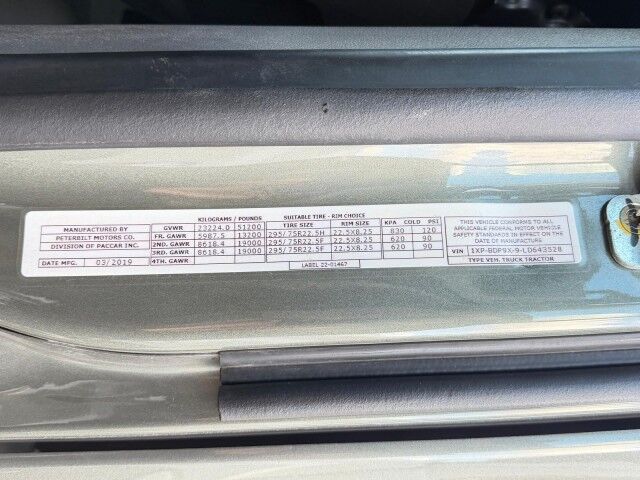 MANUFACTURED BY
PETERBILT MOTORS CO.
DIVISION OF PACCAR INC.
DATE MFG. 03/2019
KILOGRAMS / POUNDS
GVWR 23224.0 51200
FR. GAWR 5987.5 13200
2ND. GAWR 8618.4 19000
3RD. GAWR 8618.4 19000
4TH. GAWR
SUITABLE TIRE - RIM CHOICE
TIRE SIZE RIM SIZE KPA COLD PSI
295/75R22.5H 22.5X8.25 830 120
295/75R22.5F 22.5X8.25 620 90
295/75R22.5F 22.5X8.25 620 90
LABEL 22-01467
THIS VEHICLE CONFORMS TO ALL
APPLICABLE FEDERAL MOTOR VEHICLE
SAFETY STANDARDS IN EFFECT ON THE
DATE OF MANUFACTURE:
VIN 1XP-BDP9X-9-LD643528
TYPE VEH. TRUCK TRACTOR